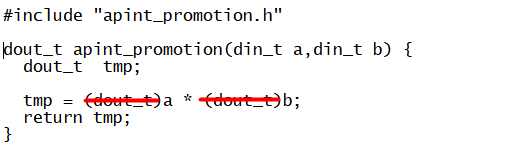 #include "apint_promotion.h"
dout_t apint_promotion(din_t a,din_t b) {
dout_t tmp;
tmp = (dout_t)a * (dout_t)b;
return tmp;
}